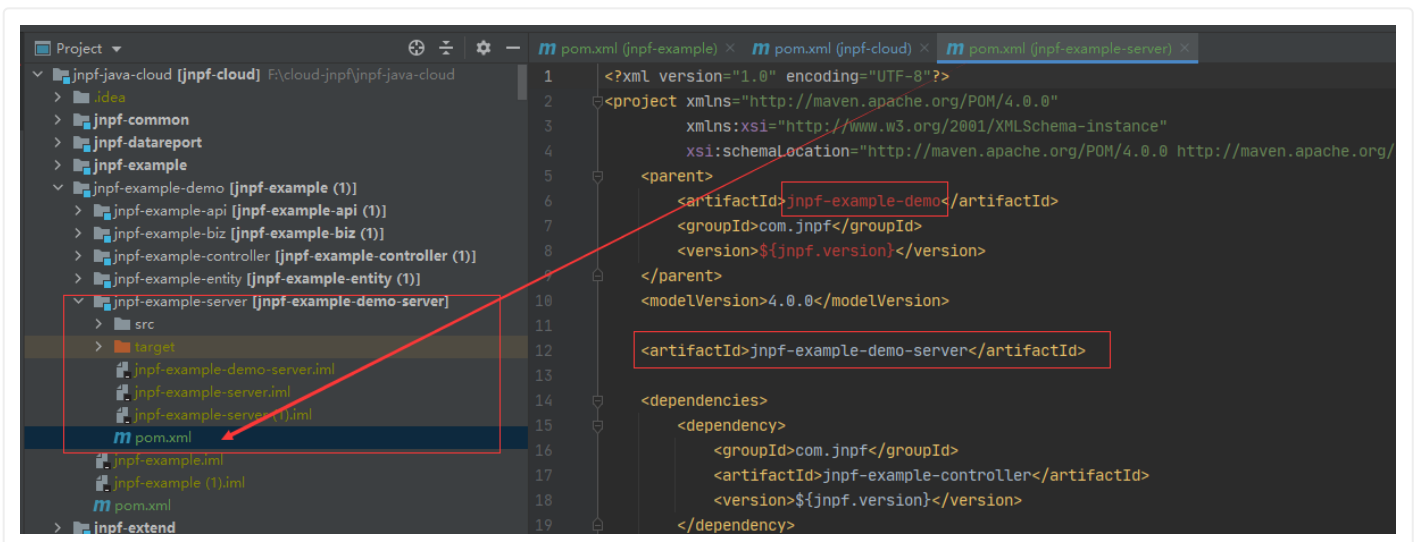 Project
jnpf-java-cloud [jnpf-cloud] F:\cloud-jnpf\jnpf-java-cloud
.idea
jnpf-common
jnpf-datareport
jnpf-example
jnpf-example-demo [jnpf-example (1)]
jnpf-example-api [jnpf-example-api (1)]
jnpf-example-biz [jnpf-example-biz (1)]
jnpf-example-controller [jnpf-example-controller (1)]
jnpf-example-entity [jnpf-example-entity (1)]
jnpf-example-server [jnpf-example-demo-server]
src
target
jnpf-example-demo-server.iml
jnpf-example-server.iml
jnpf-example-server (1).iml
pom.xml
jnpf-example.iml
jnpf-example (1).iml
pom.xml
jnpf-extend
pom.xml (jnpf-example) × pom.xml (jnpf-cloud) × pom.xml (jnpf-example-server) ×
1 <?xml version="1.0" encoding="UTF-8"?>
2 <project xmlns="http://maven.apache.org/POM/4.0.0"
3 xmlns:xsi="http://www.w3.org/2001/XMLSchema-instance"
4 xsi:schemaLocation="http://maven.apache.org/POM/4.0.0 http://maven.apache.org/
5 <parent>
6 <artifactId>jnpf-example-demo</artifactId>
7 <groupId>com.jnpf</groupId>
8 <version>${jnpf.version}</version>
9 </parent>
10 <modelVersion>4.0.0</modelVersion>
11
12 <artifactId>jnpf-example-demo-server</artifactId>
13
14 <dependencies>
15 <dependency>
16 <groupId>com.jnpf</groupId>
17 <artifactId>jnpf-example-controller</artifactId>
18 <version>${jnpf.version}</version>
19 </dependency>